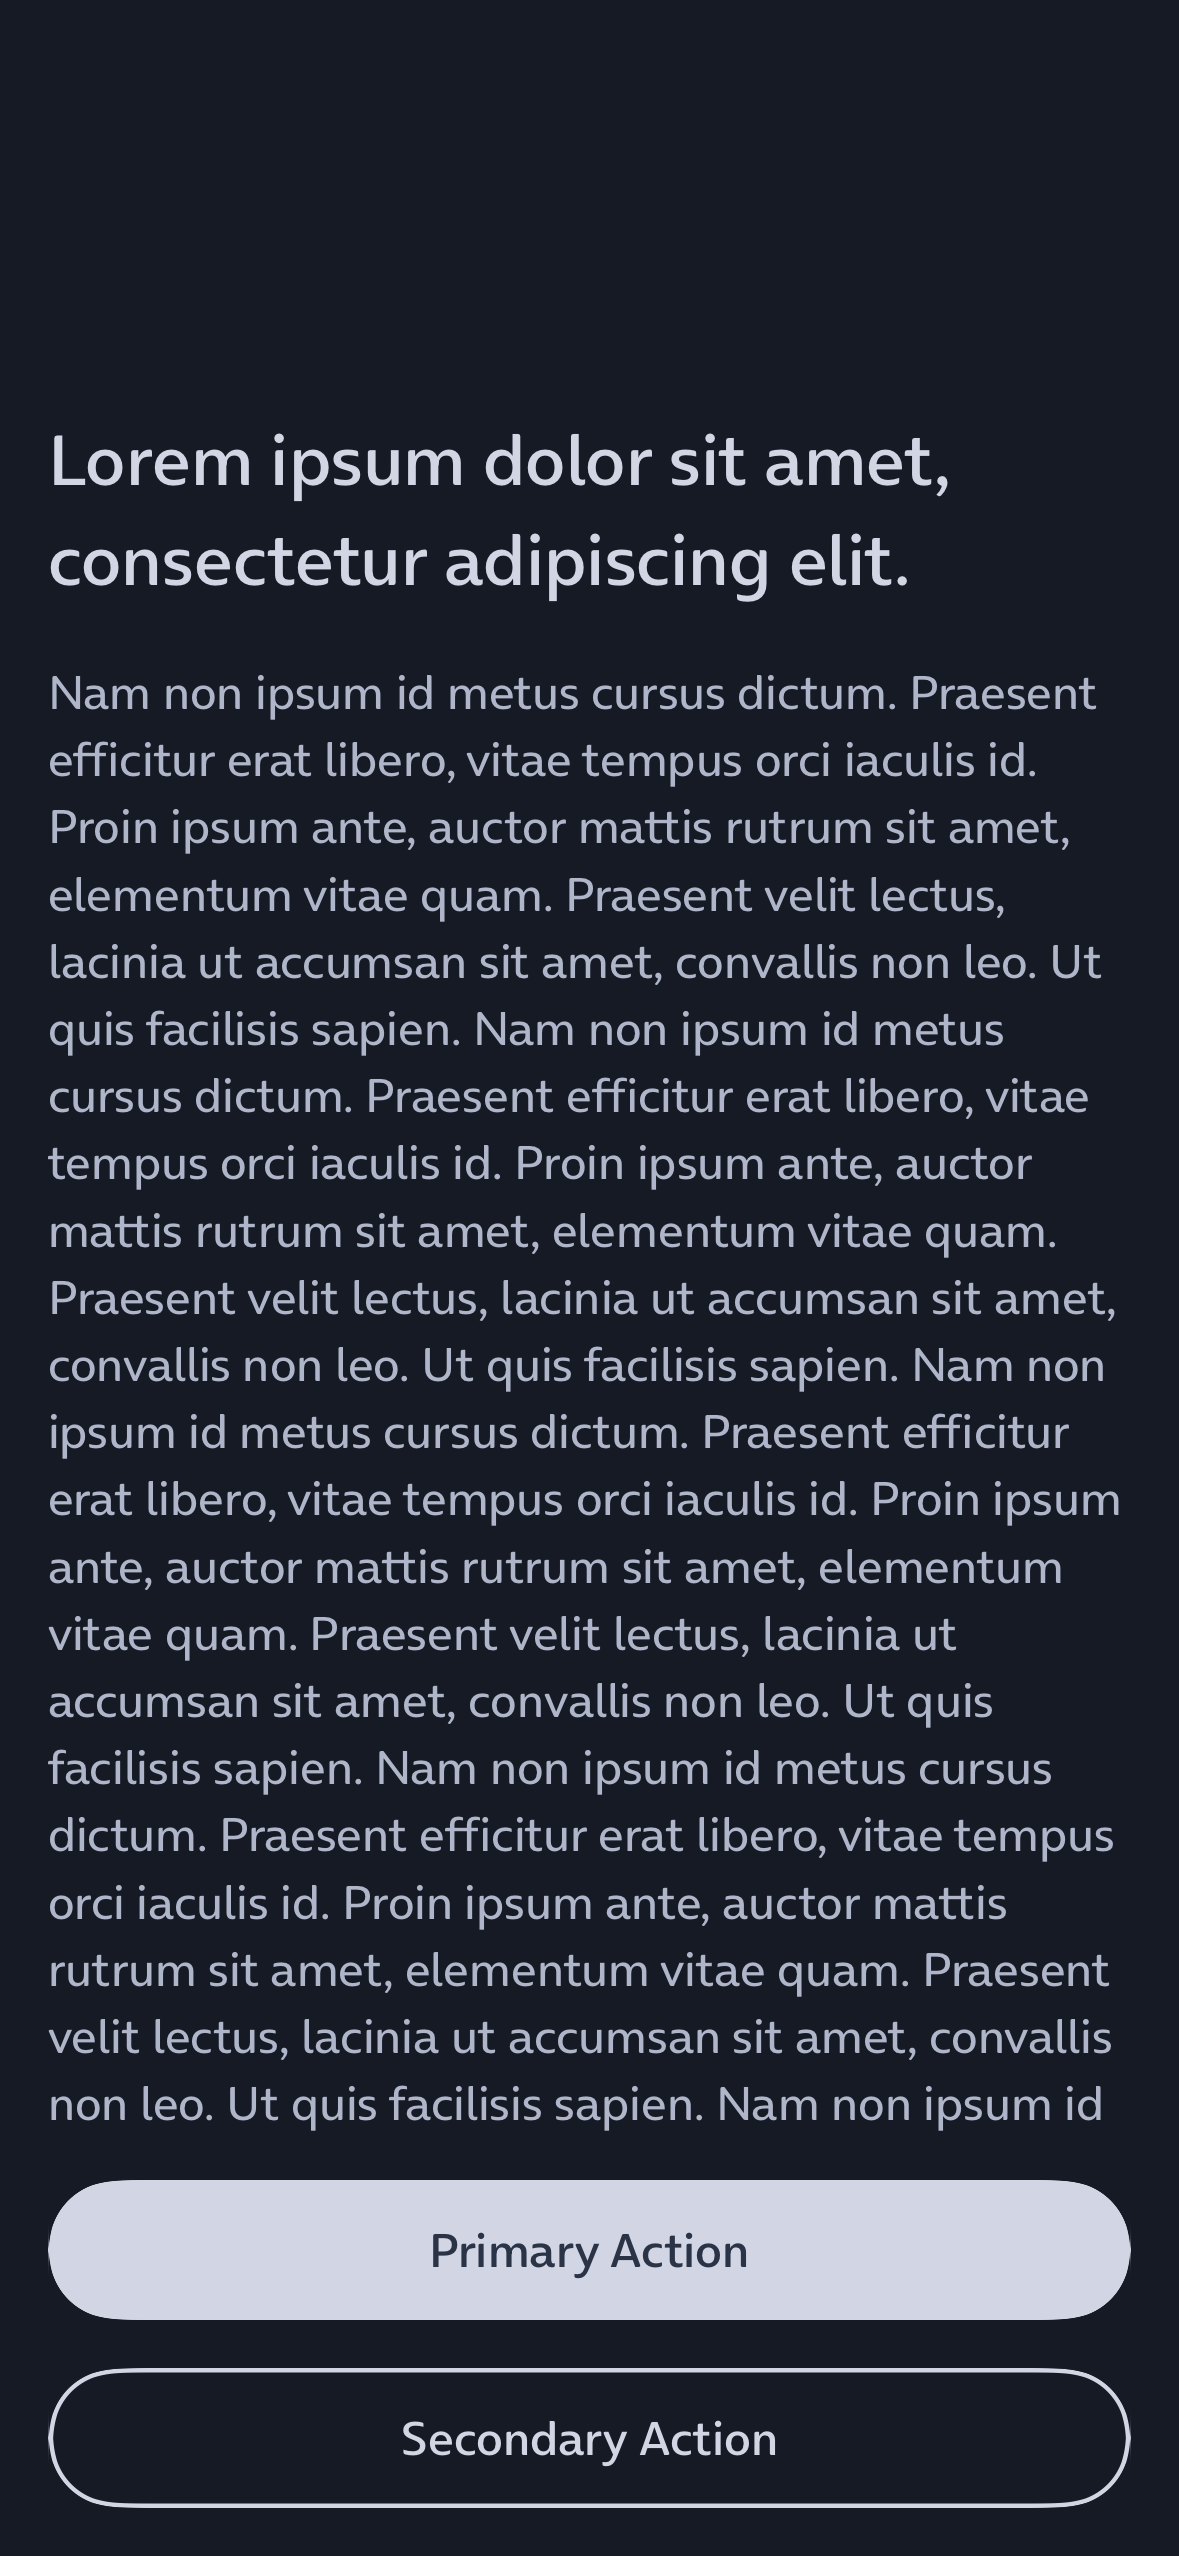 Lorem ipsum dolor sit amet,
consectetur adipiscing elit.
Nam non ipsum id metus cursus dictum. Praesent
efficitur erat libero, vitae tempus orci iaculis id.
Proin ipsum ante, auctor mattis rutrum sit amet,
elementum vitae quam. Praesent velit lectus,
lacinia ut accumsan sit amet, convallis non leo. Ut
quis facilisis sapien. Nam non ipsum id metus
cursus dictum. Praesent efficitur erat libero, vitae
tempus orci iaculis id. Proin ipsum ante, auctor
mattis rutrum sit amet, elementum vitae quam.
Praesent velit lectus, lacinia ut accumsan sit amet,
convallis non leo. Ut quis facilisis sapien. Nam non
ipsum id metus cursus dictum. Praesent efficitur
erat libero, vitae tempus orci iaculis id. Proin ipsum
ante, auctor mattis rutrum sit amet, elementum
vitae quam. Praesent velit lectus, lacinia ut
accumsan sit amet, convallis non leo. Ut quis
facilisis sapien. Nam non ipsum id metus cursus
dictum. Praesent efficitur erat libero, vitae tempus
orci iaculis id. Proin ipsum ante, auctor mattis
rutrum sit amet, elementum vitae quam. Praesent
velit lectus, lacinia ut accumsan sit amet, convallis
non leo. Ut quis facilisis sapien. Nam non ipsum id
Primary Action
Secondary Action